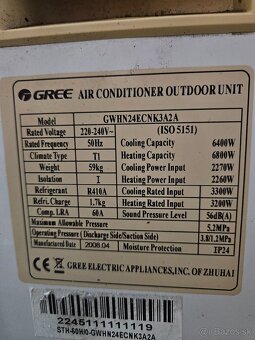 GREE AIR CONDITIONER OUTDOOR UNIT
Model GWHN24ECNK3A2A
Rated Voltage 220-240V~ (ISO 5151)
Rated Frequency 50Hz Cooling Capacity 6400W
Climate Type T1 Heating Capacity 6800W
Weight 59kg Cooling Power Input 2270W
Isolation I Heating Power Input 2260W
Refrigerant R410A Cooling Rated Input 3300W
Refri. Charge 1.7kg Heating Rated Input 3200W
Comp. LRA 60A Sound Pressure Level 56dB(A)
Maximum Allowable Pressure 5.2MPa
Operating Pressure (Discharge Side/Suction Side) 3.8/1.2MPa
Manufactured Date 2008.04 Moisture Protection IP24
GREE ELECTRIC APPLIANCES,INC. OF ZHUHAI
2245111111119
STH-60H0-GWHN24ECNK3A2A
bazos.sk